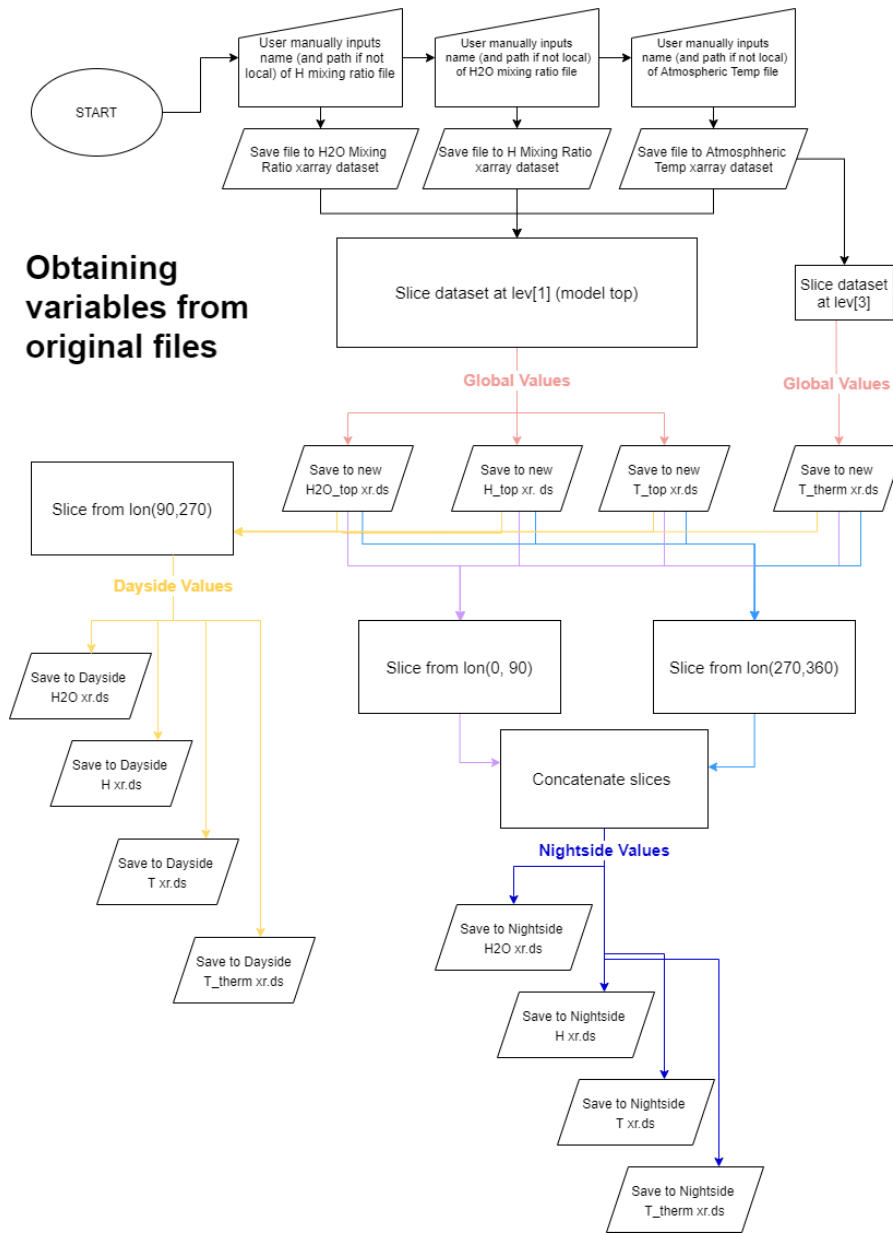 User manually inputs
name (and path if not
local) of H mixing ratio file
User manually inputs
name (and path if not local)
of H2O mixing ratio file
User manually inputs
name (and path if not local)
of Atmospheric Temp file
START
Save file to H2O Mixing
Ratio xarray dataset
Save file to H Mixing Ratio
xarray dataset
Save file to Atmosphheric
Temp xarray dataset
Obtaining
variables from
original files
Slice dataset at lev[1] (model top)
Slice dataset
at lev[3]
Global Values
Global Values
Save to new
H2O_top xr.ds
Save to new
H_top xr. ds
Save to new
T_top xr.ds
Save to new
T_therm xr.ds
Slice from lon(90,270)
Dayside Values
Slice from lon(0, 90)
Slice from lon(270,360)
Save to Dayside
H2O xr.ds
Save to Dayside
H xr.ds
Save to Dayside
T xr.ds
Save to Dayside
T_therm xr.ds
Concatenate slices
Nightside Values
Save to Nightside
H2O xr.ds
Save to Nightside
H xr.ds
Save to Nightside
T xr.ds
Save to Nightside
T_therm xr.ds